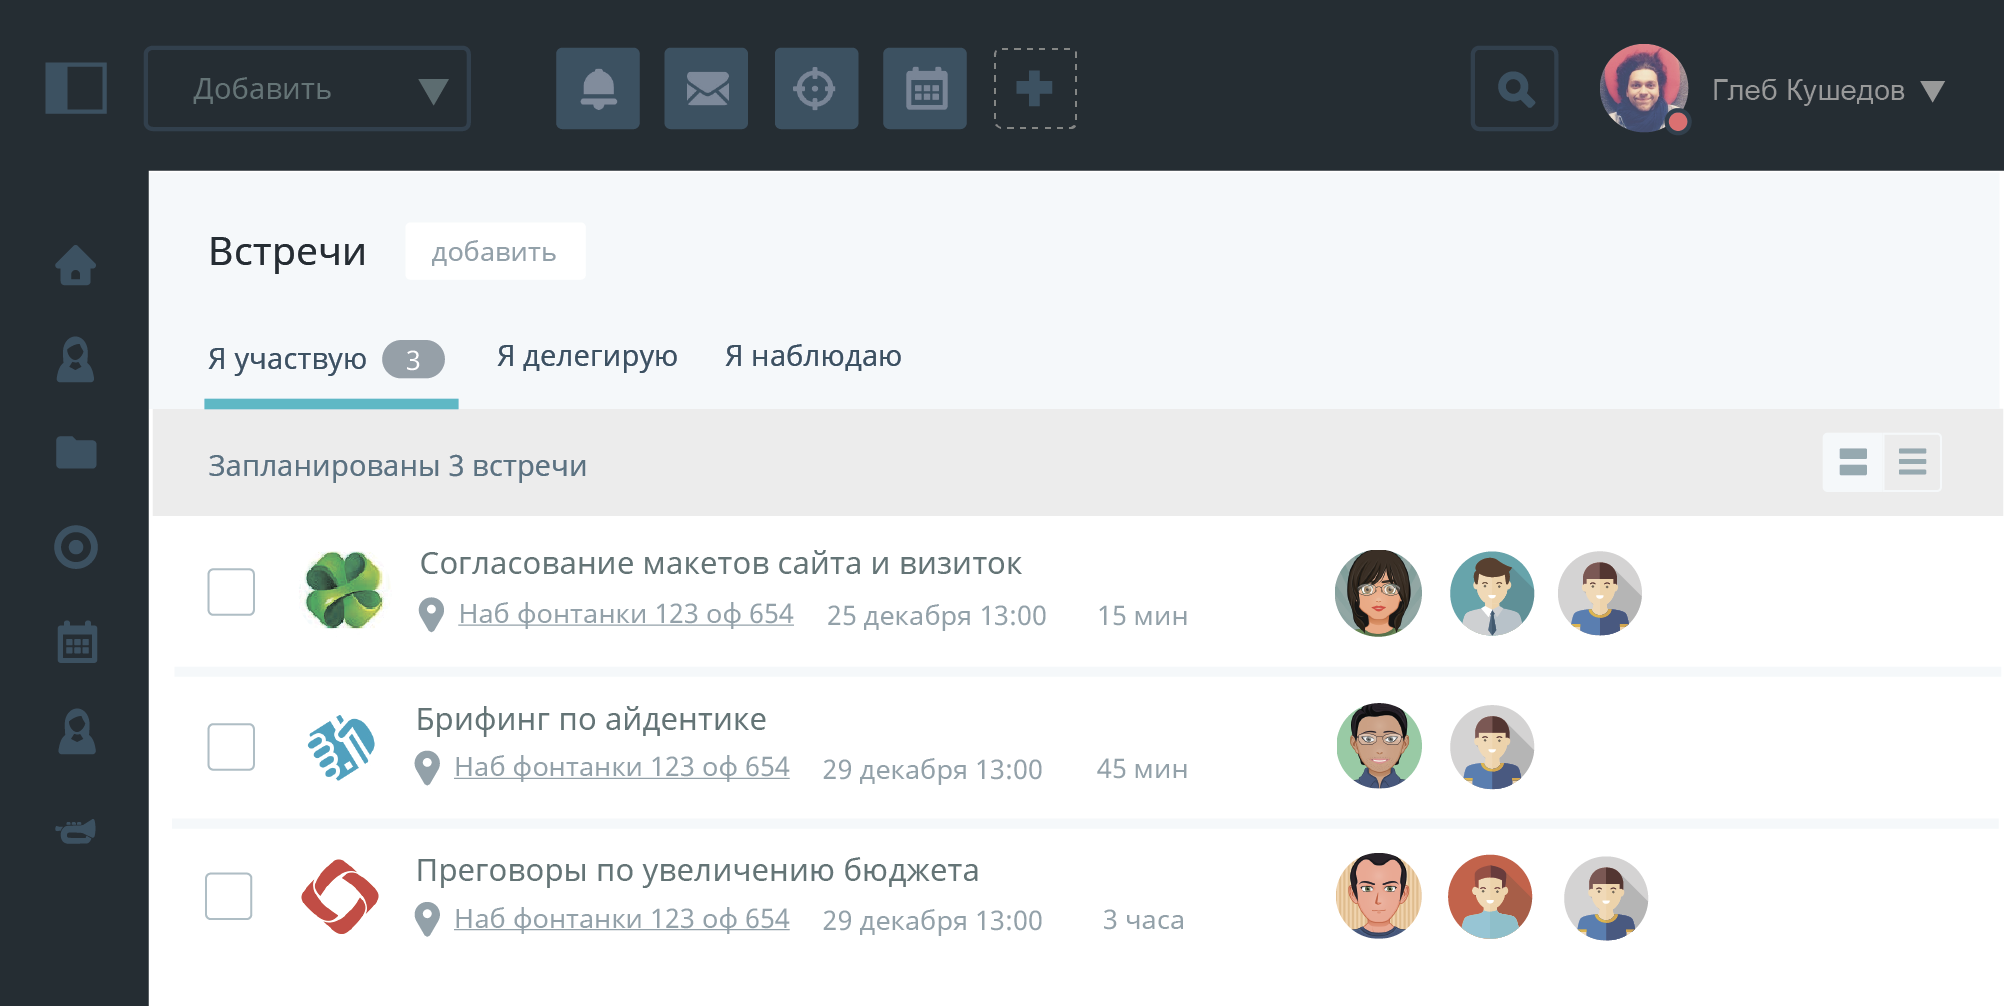 Добавить
Глеб Кушедов
Встречи
добавить
Я участвую 3 Я делегирую Я наблюдаю
Запланированы 3 встречи
Согласование макетов сайта и визиток
Наб фонтанки 123 оф 654 25 декабря 13:00 15 мин
Брифинг по айдентике
Наб фонтанки 123 оф 654 29 декабря 13:00 45 мин
Преговоры по увеличению бюджета
Наб фонтанки 123 оф 654 29 декабря 13:00 3 часа